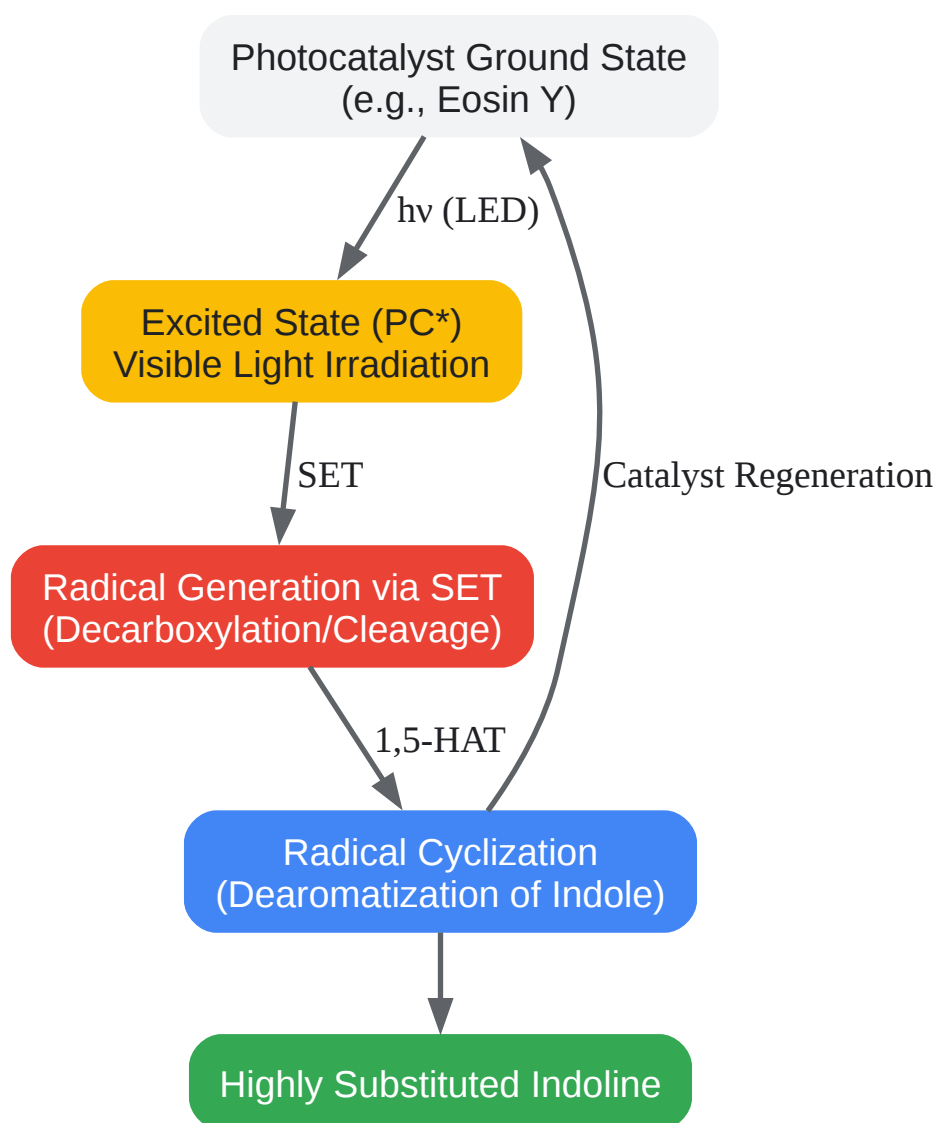 Photocatalyst Ground State
(e.g., Eosin Y)
hν (LED)
Excited State (PC*)
Visible Light Irradiation
SET
Catalyst Regeneration
Radical Generation via SET
(Decarboxylation/Cleavage)
1,5-HAT
Radical Cyclization
(Dearomatization of Indole)
Highly Substituted Indoline